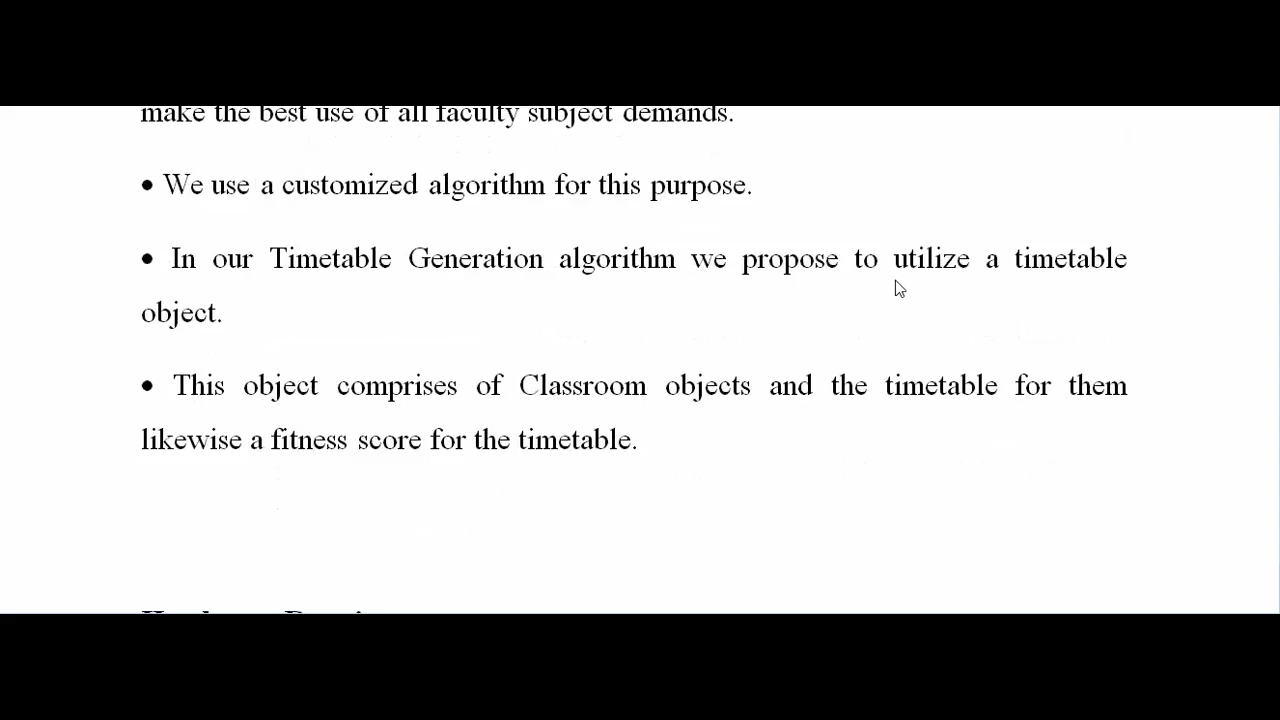 make the best use of all faculty subject demands.
• We use a customized algorithm for this purpose.
• In our Timetable Generation algorithm we propose to utilize a timetable
object.
• This object comprises of Classroom objects and the timetable for them
likewise a fitness score for the timetable.